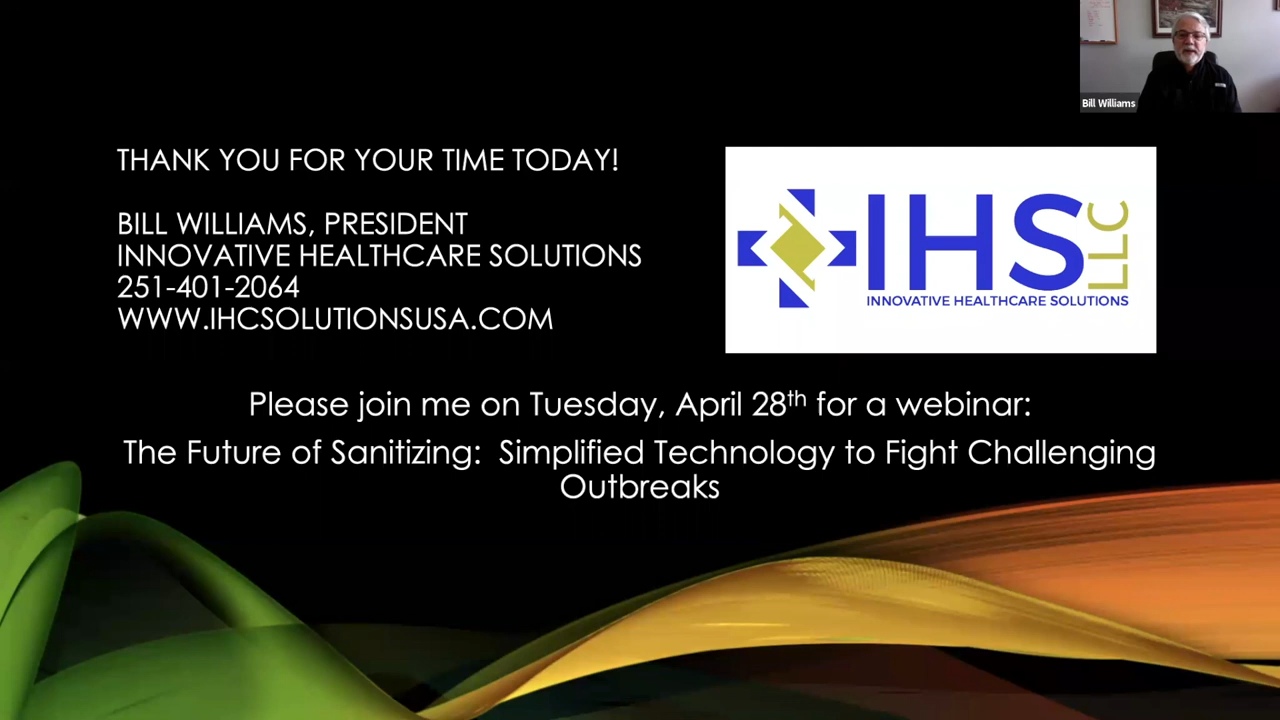 Bill Williams
THANK YOU FOR YOUR TIME TODAY!
BILL WILLIAMS, PRESIDENT
INNOVATIVE HEALTHCARE SOLUTIONS
251-401-2064
WWW.IHCSOLUTIONSUSA.COM
IHS LLC
INNOVATIVE HEALTHCARE SOLUTIONS
Please join me on Tuesday, April 28th for a webinar:
The Future of Sanitizing: Simplified Technology to Fight Challenging
Outbreaks